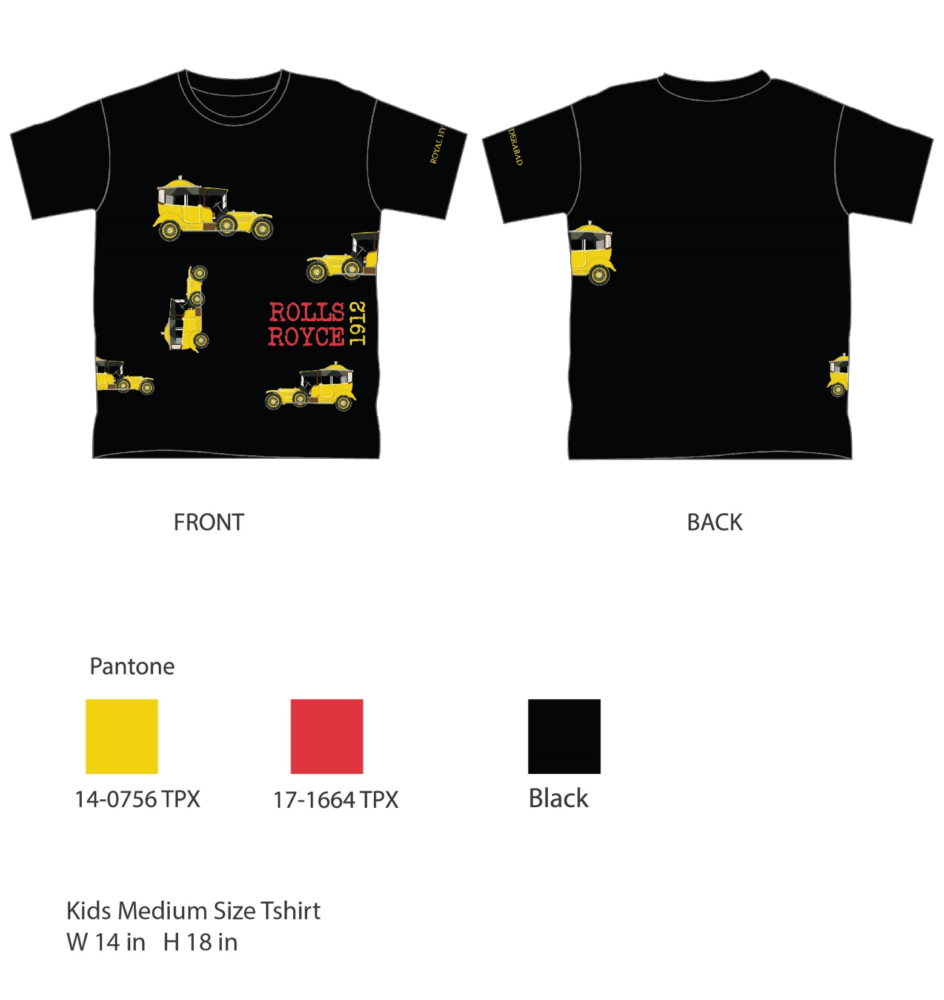 ROYAL HY
DERABAD
ROLLS
ROYCE
1912
FRONT
BACK
Pantone
14-0756 TPX
17-1664 TPX
Black
Kids Medium Size Tshirt
W 14 in H 18 in